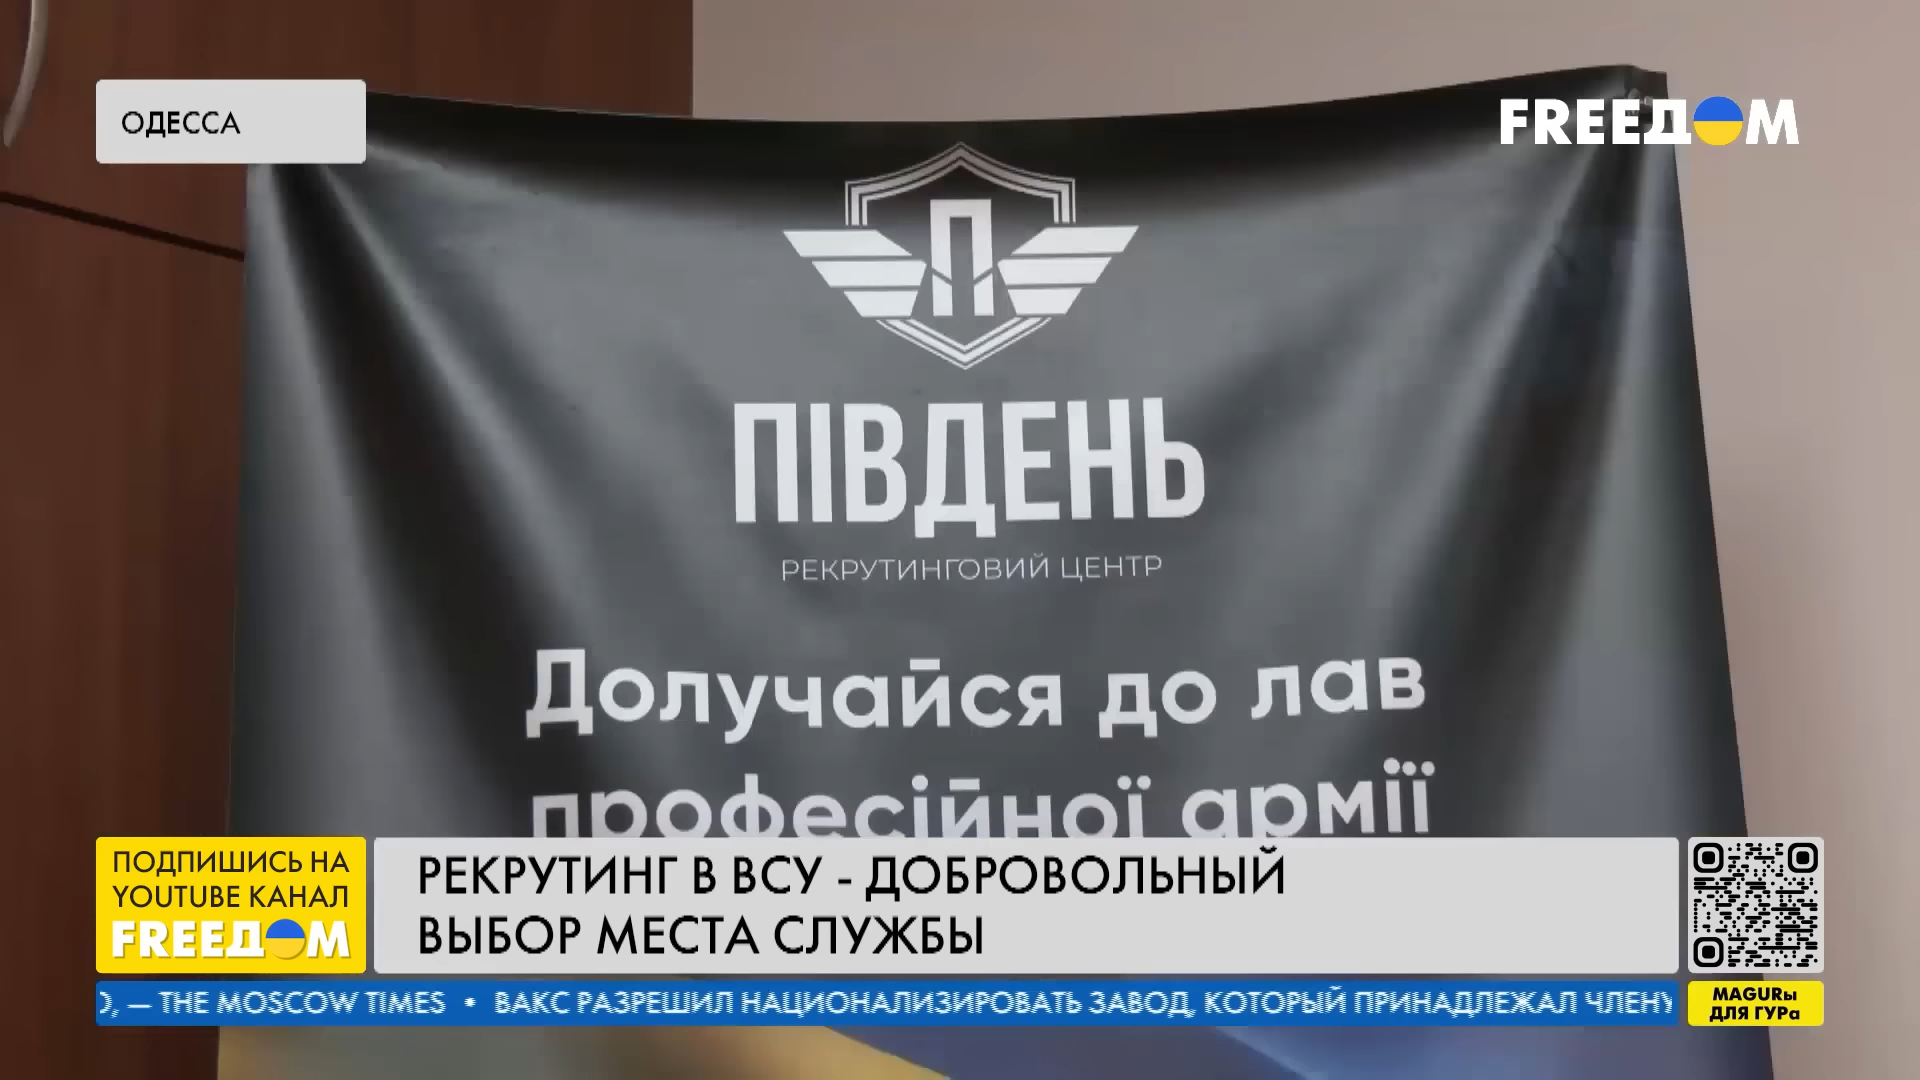 ОДЕССА
FREEДOM
П
ПІВДЕНЬ
РЕКРУТИНГОВИЙ ЦЕНТР
Долучайся до лав
професійної армії
ПОДПИШИСЬ НА
YOUTUBE КАНАЛ
FREEДOM
РЕКРУТИНГ В ВСУ - ДОБРОВОЛЬНЫЙ
ВЫБОР МЕСТА СЛУЖБЫ
, — THE MOSCOW TIMES • ВАКС РАЗРЕШИЛ НАЦИОНАЛИЗИРОВАТЬ ЗАВОД, КОТОРЫЙ ПРИНАДЛЕЖАЛ ЧЛЕНУ
MAGURы
ДЛЯ ГУРа